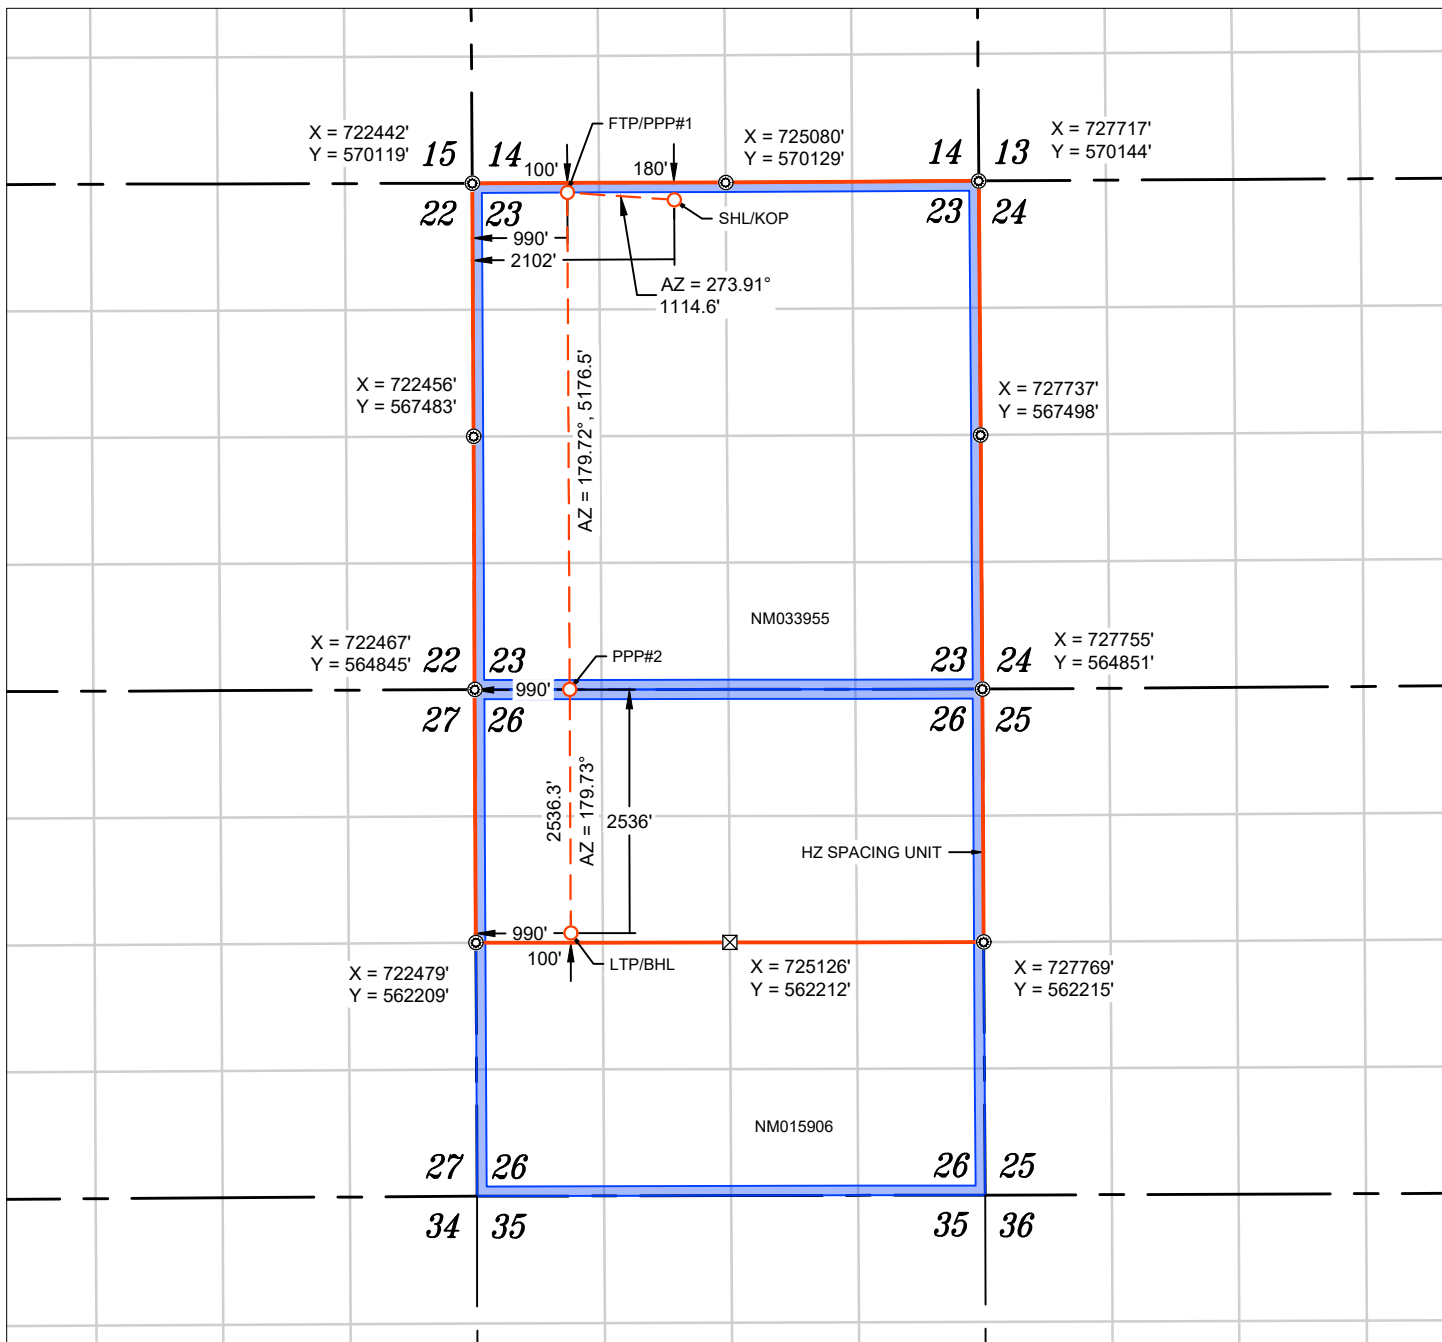 FTP/PPP#1
X = 722442'
Y = 570119'
X = 725080'
Y = 570129'
X = 727717'
Y = 570144'
15
14
100'
180'
14
13
22
23
SHL/KOP
23
24
990'
2102'
AZ = 273.91°
1114.6'
AZ = 179.72°, 5176.5'
X = 722456'
Y = 567483'
X = 727737'
Y = 567498'
NM033955
X = 722467'
Y = 564845'
22
23
PPP#2
23
24
X = 727755'
Y = 564851'
990'
27
26
26
25
2536.3'
AZ = 179.73°
2536'
HZ SPACING UNIT
990'
100'
LTP/BHL
X = 722479'
Y = 562209'
X = 725126'
Y = 562212'
X = 727769'
Y = 562215'
NM015906
27
26
26
25
34
35
35
36